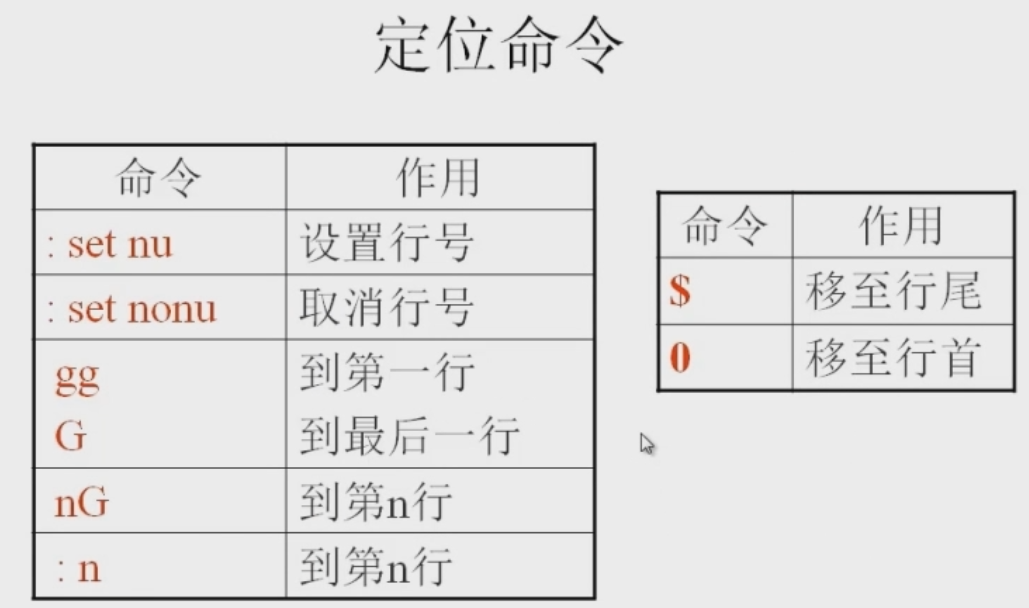 定位命令
命令 作用
: set nu 设置行号
: set nonu 取消行号
gg 到第一行
G 到最后一行
nG 到第n行
: n 到第n行
命令 作用
$ 移至行尾
0 移至行首